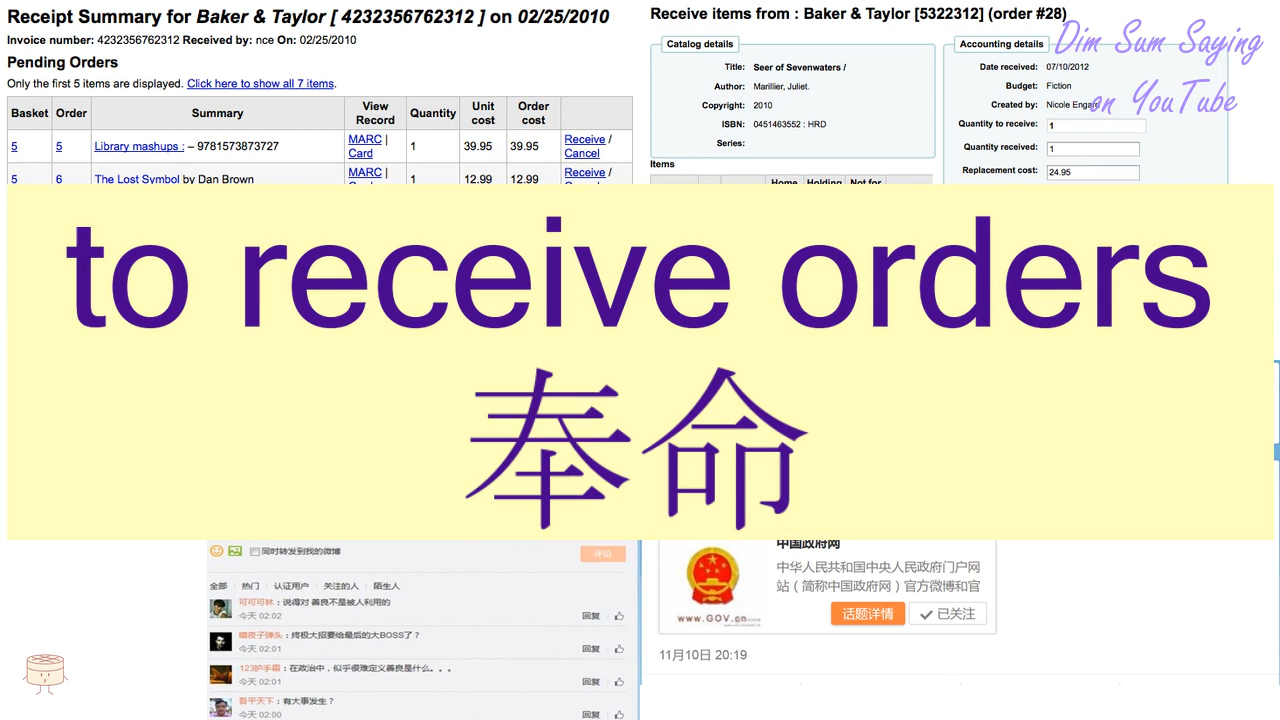 Receipt Summary for Baker & Taylor [ 4232356762312 ] on 02/25/2010
Invoice number: 4232356762312 Received by: nce On: 02/25/2010
Pending Orders
Only the first 5 items are displayed. Click here to show all 7 items.
Basket Order Summary View Record Quantity Unit cost Order cost
5 5 Library mashups : – 9781573873727 MARC | Card 1 39.95 39.95 Receive / Cancel
5 6 The Lost Symbol by Dan Brown MARC | 1 12.99 12.99 Receive /
Receive items from : Baker & Taylor [5322312] (order #28)
Catalog details
Title: Seer of Sevenwaters /
Author: Marillier, Juliet.
Copyright: 2010
ISBN: 0451463552 : HRD
Series:
Items
Home Holding Not for
Accounting details
Date received: 07/10/2012
Budget: Fiction
Created by: Nicole Engard
Quantity to receive: 1
Quantity received: 1
Replacement cost: 24.95
Dim Sum Saying
on YouTube
to receive orders
奉命
同时转发到我的微博 评论
全部 热门 认证用户 关注的人 陌生人
可可可林：说得对 善良不是被人利用的
今天 02:02 回复
暗夜子弹头：终极大招要给最后的大BOSS了？
今天 02:01 回复
123护手霜：在政治中，似乎很难定义善良是什么。。。
今天 02:01 回复
吾平天下：有大事发生？
今天 02:00 回复
中国政府网
中华人民共和国中央人民政府门户网
站（简称中国政府网）官方微博和官
www.GOV.cn
话题详情 已关注
11月10日 20:19